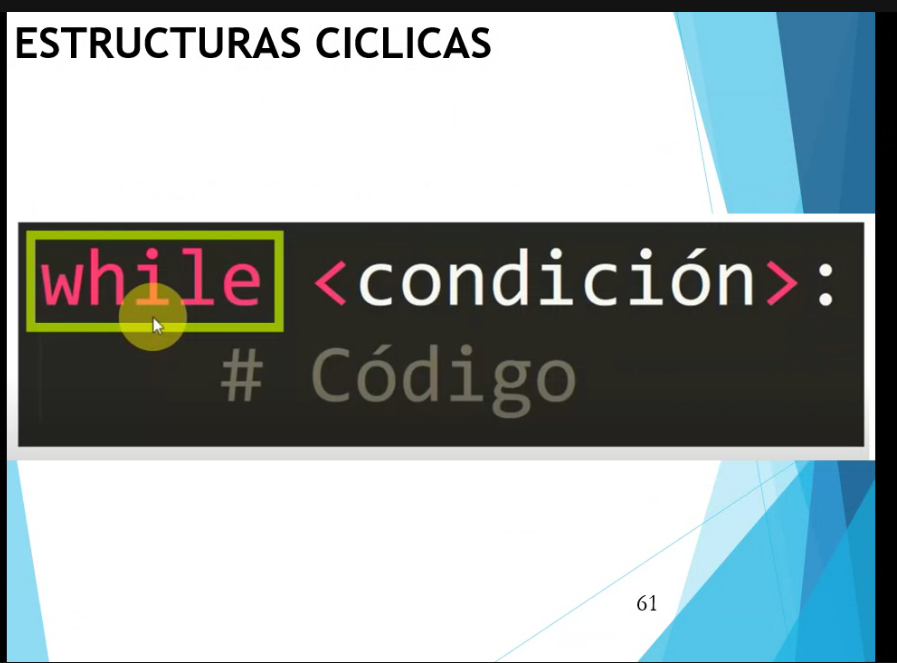 ESTRUCTURAS CICLICAS
while <condición>:
# Código
61